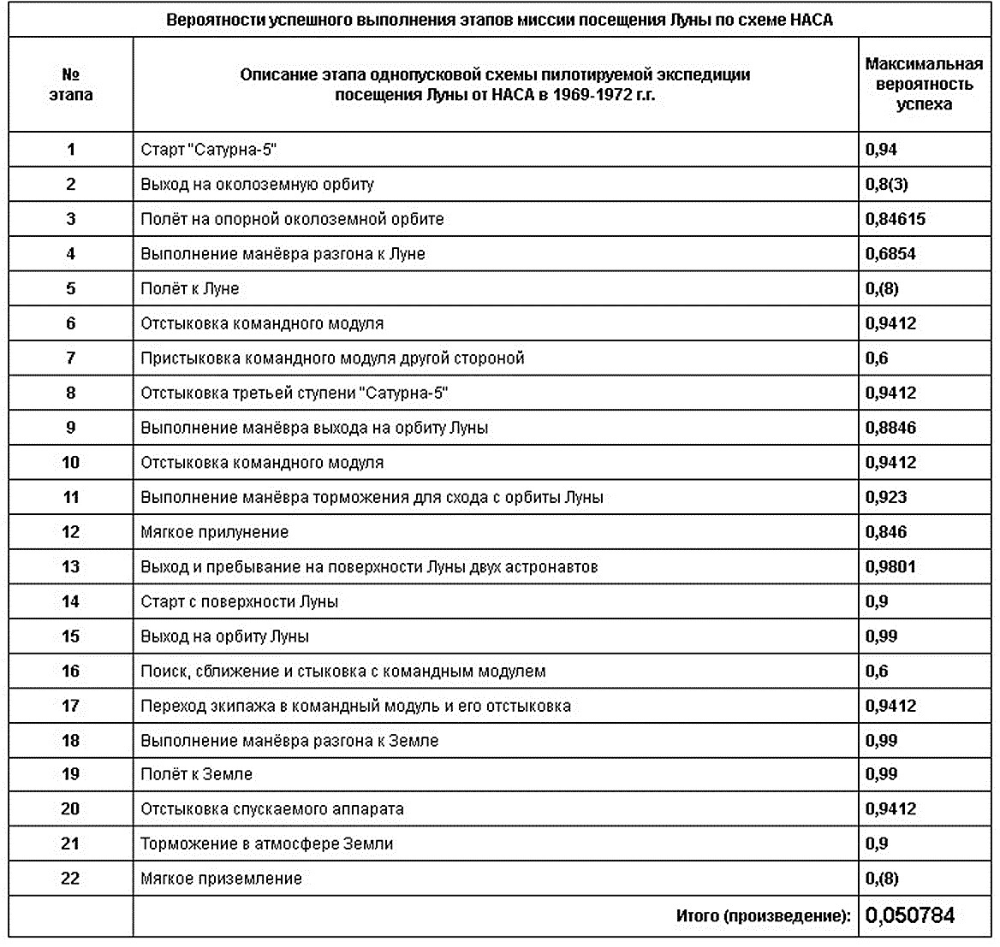 Вероятности успешного выполнения этапов миссии посещения Луны по схеме НАСА
№ этапа
Описание этапа однопусковой схемы пилотируемой экспедиции
посещения Луны от НАСА в 1969-1972 г.г.
Максимальная
вероятность
успеха
1 Старт "Сатурна-5" 0,94
2 Выход на околоземную орбиту 0,8(3)
3 Полёт на опорной околоземной орбите 0,84615
4 Выполнение манёвра разгона к Луне 0,6854
5 Полёт к Луне 0,(8)
6 Отстыковка командного модуля 0,9412
7 Пристыковка командного модуля другой стороной 0,6
8 Отстыковка третьей ступени "Сатурна-5" 0,9412
9 Выполнение манёвра выхода на орбиту Луны 0,8846
10 Отстыковка командного модуля 0,9412
11 Выполнение манёвра торможения для схода с орбиты Луны 0,923
12 Мягкое прилунение 0,846
13 Выход и пребывание на поверхности Луны двух астронавтов 0,9801
14 Старт с поверхности Луны 0,9
15 Выход на орбиту Луны 0,99
16 Поиск, сближение и стыковка с командным модулем 0,6
17 Переход экипажа в командный модуль и его отстыковка 0,9412
18 Выполнение манёвра разгона к Земле 0,99
19 Полёт к Земле 0,99
20 Отстыковка спускаемого аппарата 0,9412
21 Торможение в атмосфере Земли 0,9
22 Мягкое приземление 0,(8)
Итого (произведение): 0,050784